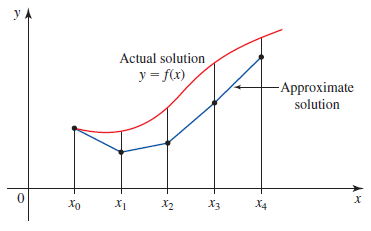 y
Actual solution
y = f(x)
Approximate
solution
0
x₀
x₁
x₂
x₃
x₄
x